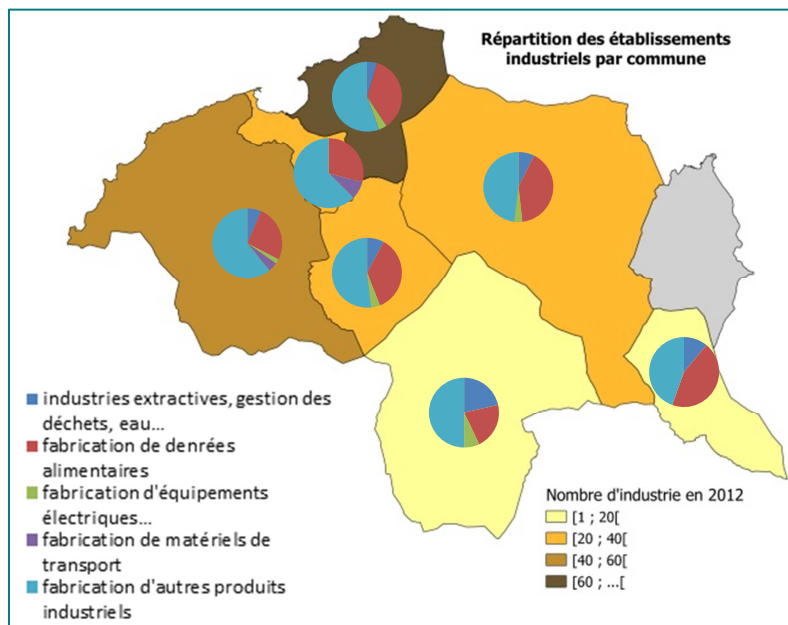 Répartition des établissements
industriels par commune
industries extractives, gestion des
déchets, eau...
fabrication de denrées
alimentaires
fabrication d'équipements
électriques...
fabrication de matériels de
transport
fabrication d'autres produits
industriels
Nombre d'industrie en 2012
[1 ; 20[
[20 ; 40[
[40 ; 60[
[60 ; ...[